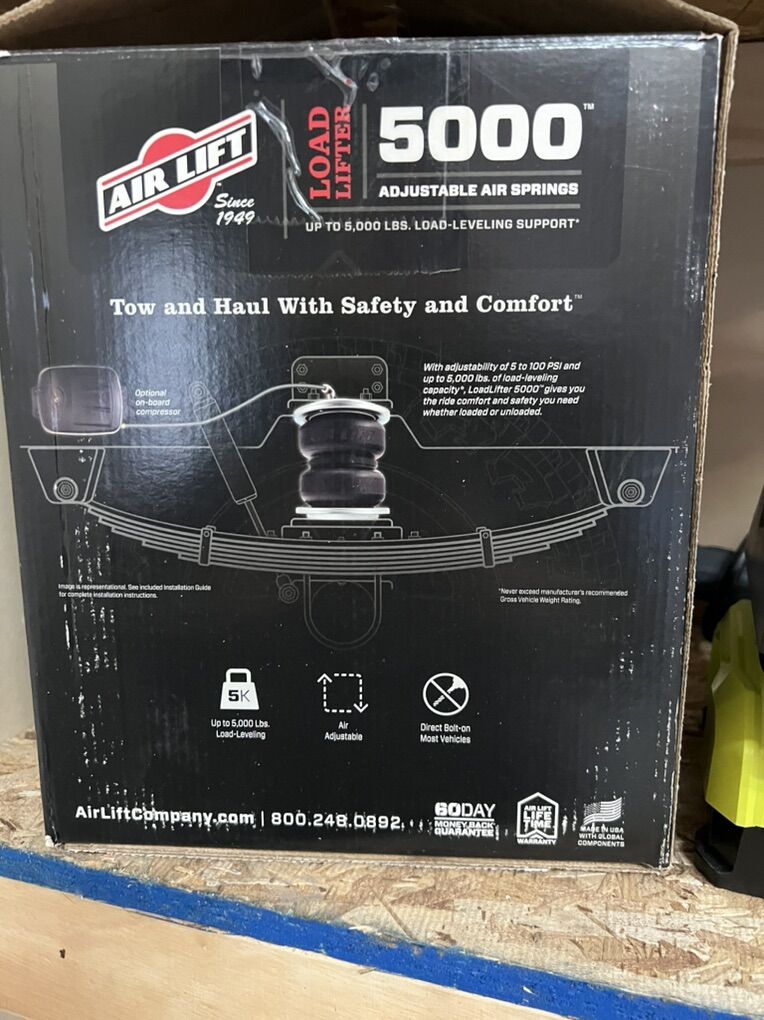 AIR LIFT™
Since
1949
LOAD
LIFTER
5000™
ADJUSTABLE AIR SPRINGS
UP TO 5,000 LBS. LOAD-LEVELING SUPPORT*
Tow and Haul With Safety and Comfort™
Optional
on-board
compressor
With adjustability of 5 to 100 PSI and
up to 5,000 lbs. of load-leveling
capacity*, LoadLifter 5000™ gives you
the ride comfort and safety you need
whether loaded or unloaded.
Image is representational. See included Installation Guide
for complete installation instructions.
*Never exceed manufacturer's recommended
Gross Vehicle Weight Rating.
5K
Up to 5,000 Lbs.
Load-Leveling
Air
Adjustable
Direct Bolt-on
Most Vehicles
AirLiftCompany.com | 800.248.0892
60DAY
MONEY BACK
GUARANTEE
AIR LIFT
LIFE
TIME
WARRANTY
MADE IN USA
WITH GLOBAL
COMPONENTS